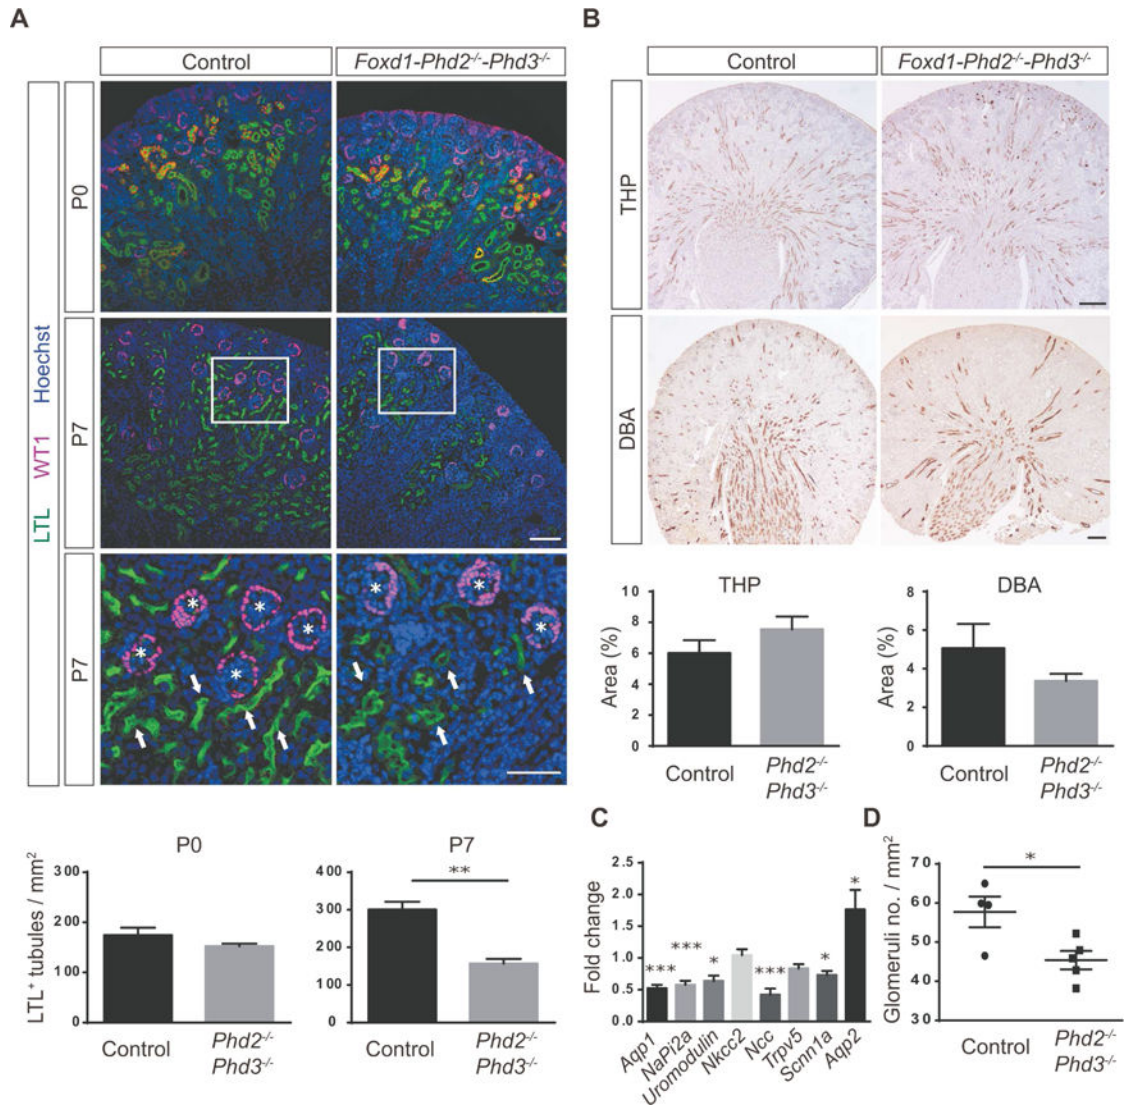 A
Control
Foxd1-Phd2-/--Phd3-/-
LTL WT1 Hoechst
P0
P7
P7
* * * * *
* * *
P0
P7
LTL+ tubules / mm2
300
200
100
0
Control
Phd2-/-
Phd3-/-
400
300
200
100
0
**
Control
Phd2-/-
Phd3-/-
B
Control
Foxd1-Phd2-/--Phd3-/-
THP
DBA
THP
Area (%)
10
8
6
4
2
0
Control
Phd2-/-
Phd3-/-
DBA
Area (%)
8
6
4
2
0
Control
Phd2-/-
Phd3-/-
C
Fold change
2.5
2.0
1.5
1.0
0.5
0.0
*** *** * *** * *
Aqp1
NaPi2a
Uromodulin
Nkcc2
Ncc
Trpv5
Scnn1a
Aqp2
D
Glomeruli no. / mm2
70
60
50
40
30
*
Control
Phd2-/-
Phd3-/-